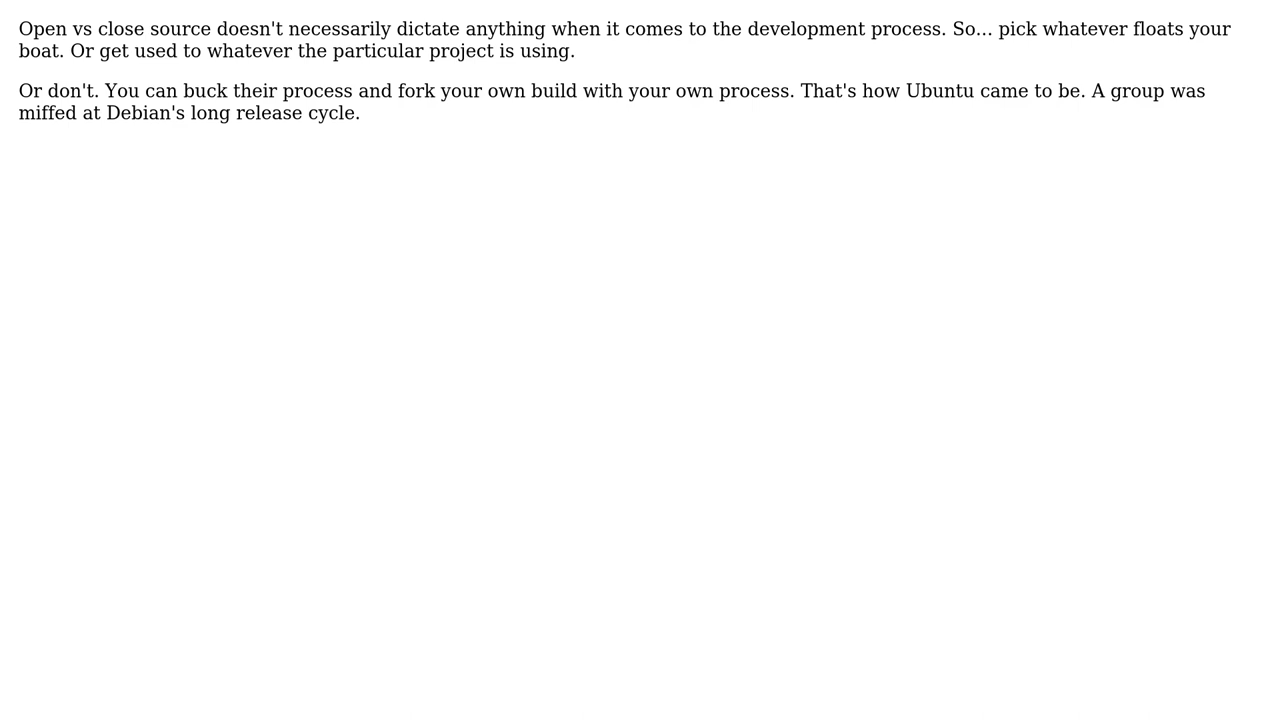 Open vs close source doesn't necessarily dictate anything when it comes to the development process. So... pick whatever floats your
boat. Or get used to whatever the particular project is using.
Or don't. You can buck their process and fork your own build with your own process. That's how Ubuntu came to be. A group was
miffed at Debian's long release cycle.